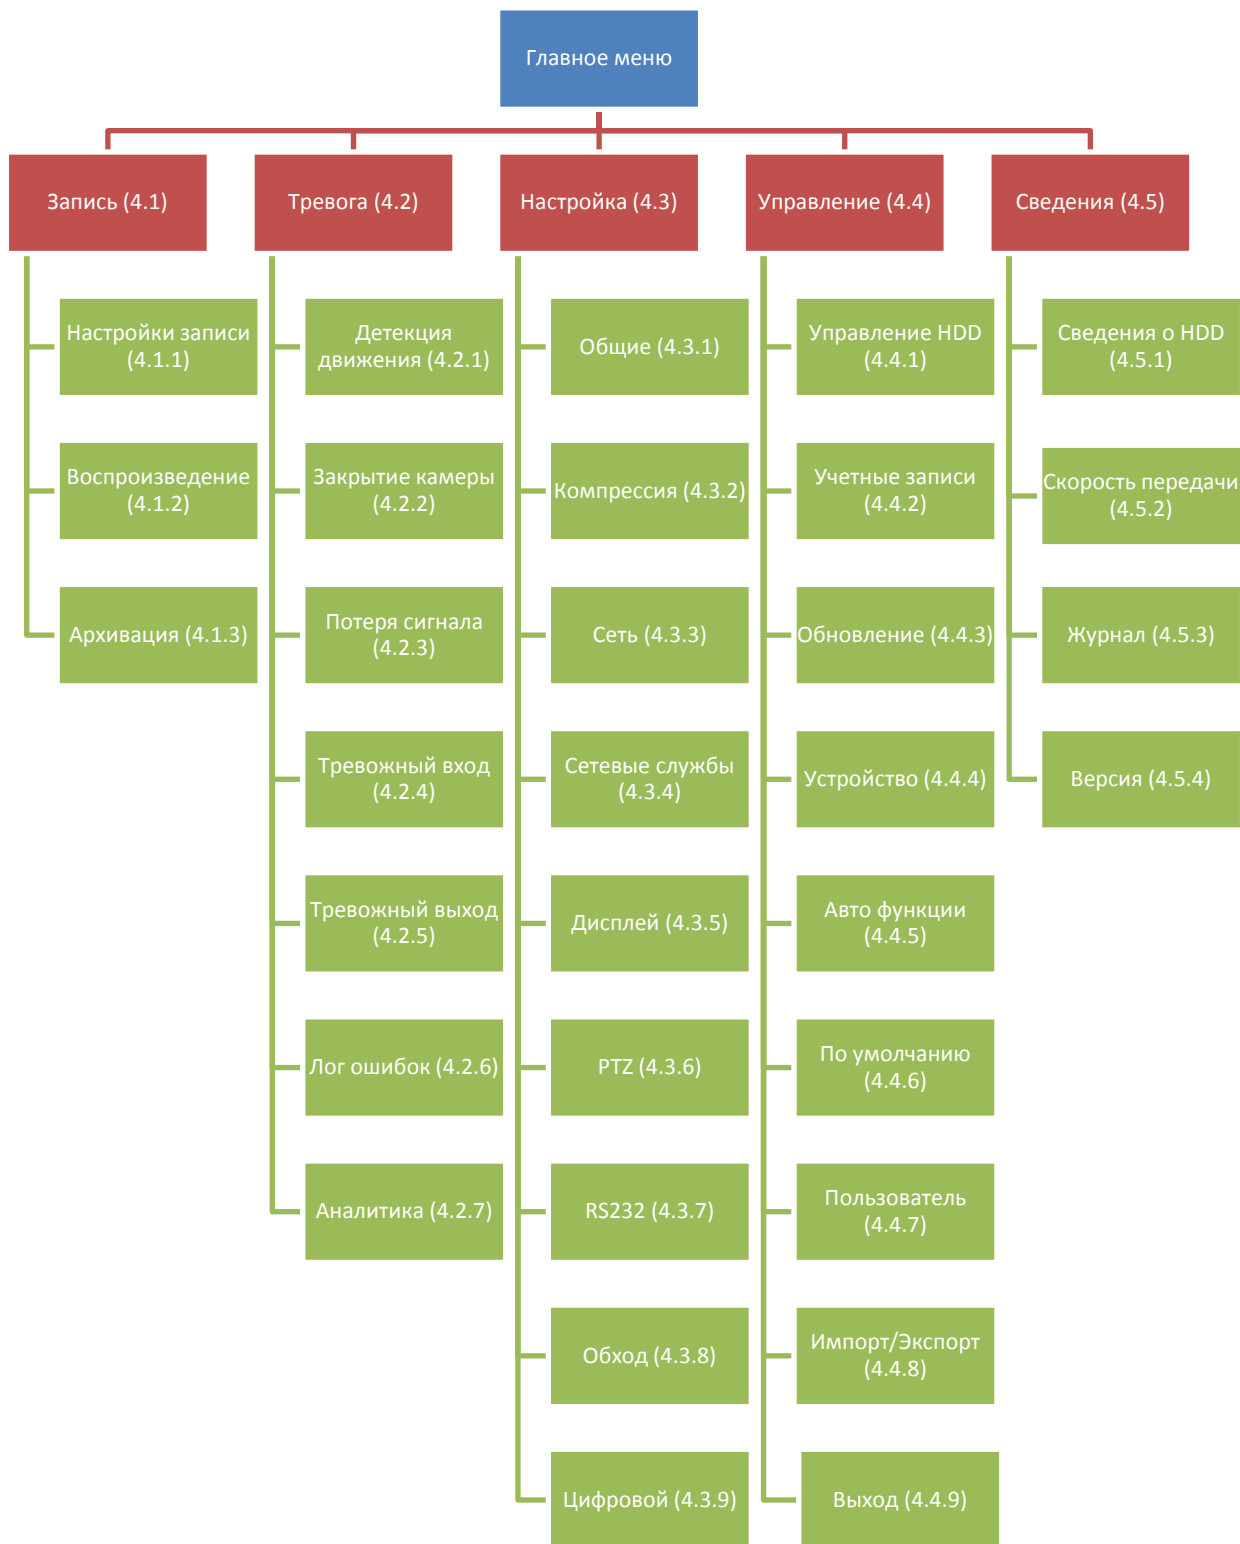 Главное меню
Запись (4.1)
Настройки записи
(4.1.1)
Воспроизведение
(4.1.2)
Архивация (4.1.3)
Тревога (4.2)
Детекция
движения (4.2.1)
Закрытие камеры
(4.2.2)
Потеря сигнала
(4.2.3)
Тревожный вход
(4.2.4)
Тревожный выход
(4.2.5)
Лог ошибок (4.2.6)
Аналитика (4.2.7)
Настройка (4.3)
Общие (4.3.1)
Компрессия (4.3.2)
Сеть (4.3.3)
Сетевые службы
(4.3.4)
Дисплей (4.3.5)
PTZ (4.3.6)
RS232 (4.3.7)
Обход (4.3.8)
Цифровой (4.3.9)
Управление (4.4)
Управление HDD
(4.4.1)
Учетные записи
(4.4.2)
Обновление (4.4.3)
Устройство (4.4.4)
Авто функции
(4.4.5)
По умолчанию
(4.4.6)
Пользователь
(4.4.7)
Импорт/Экспорт
(4.4.8)
Выход (4.4.9)
Сведения (4.5)
Сведения о HDD
(4.5.1)
Скорость передачи
(4.5.2)
Журнал (4.5.3)
Версия (4.5.4)